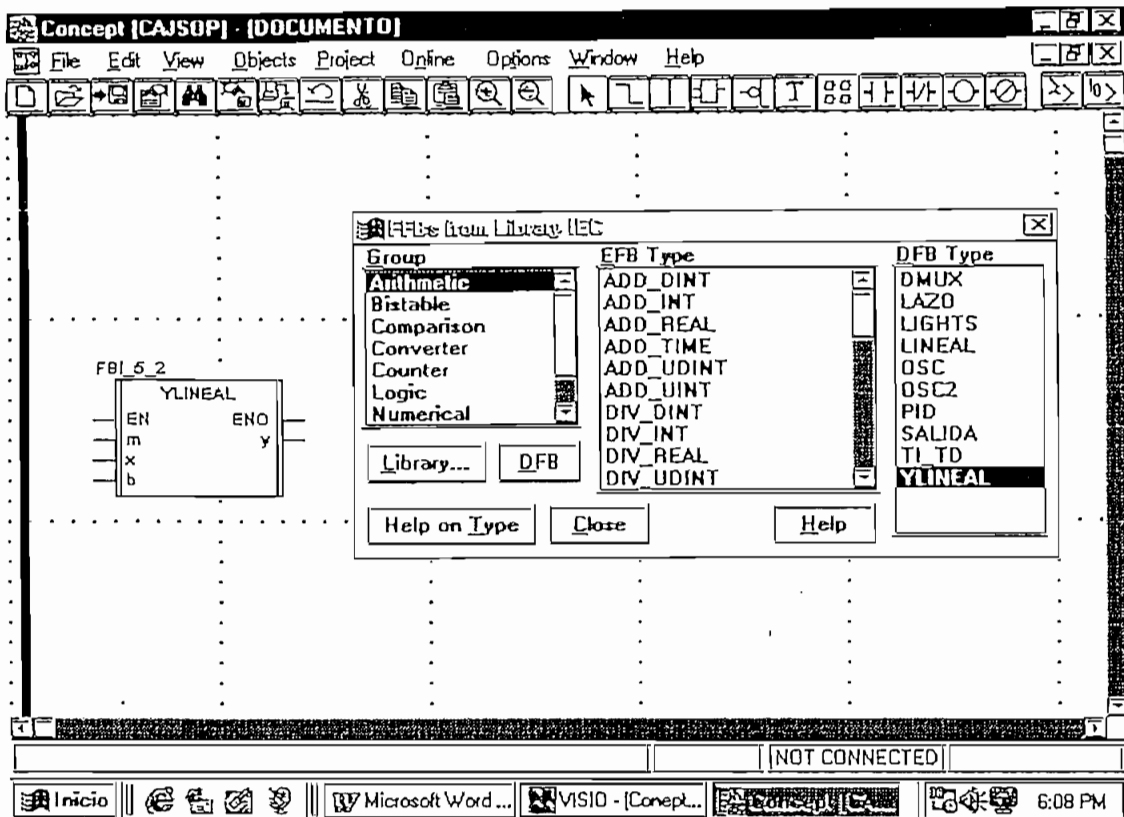 Concept [CAJSOP] - [DOCUMENTO]
File Edit View Objects Project Online Options Window Help
FFBs from Library IEC
Group EFB Type DFB Type
Arithmetic ADD_DINT DMUX
Bistable ADD_INT LAZO
Comparison ADD_REAL LIGHTS
Converter ADD_TIME LINEAL
Counter ADD_UDINT OSC
Logic ADD_UINT OSC2
Numerical DIV_DINT PID
DIV_INT SALIDA
DIV_REAL TI_TD
DIV_UDINT YLINEAL
Library... DFB
Help on Type Close Help
FBI_5_2
YLINEAL
EN ENO
m y
x
b
NOT CONNECTED
Inicio Microsoft Word ... VISIO - [Conept... Concept [CA 6:08 PM